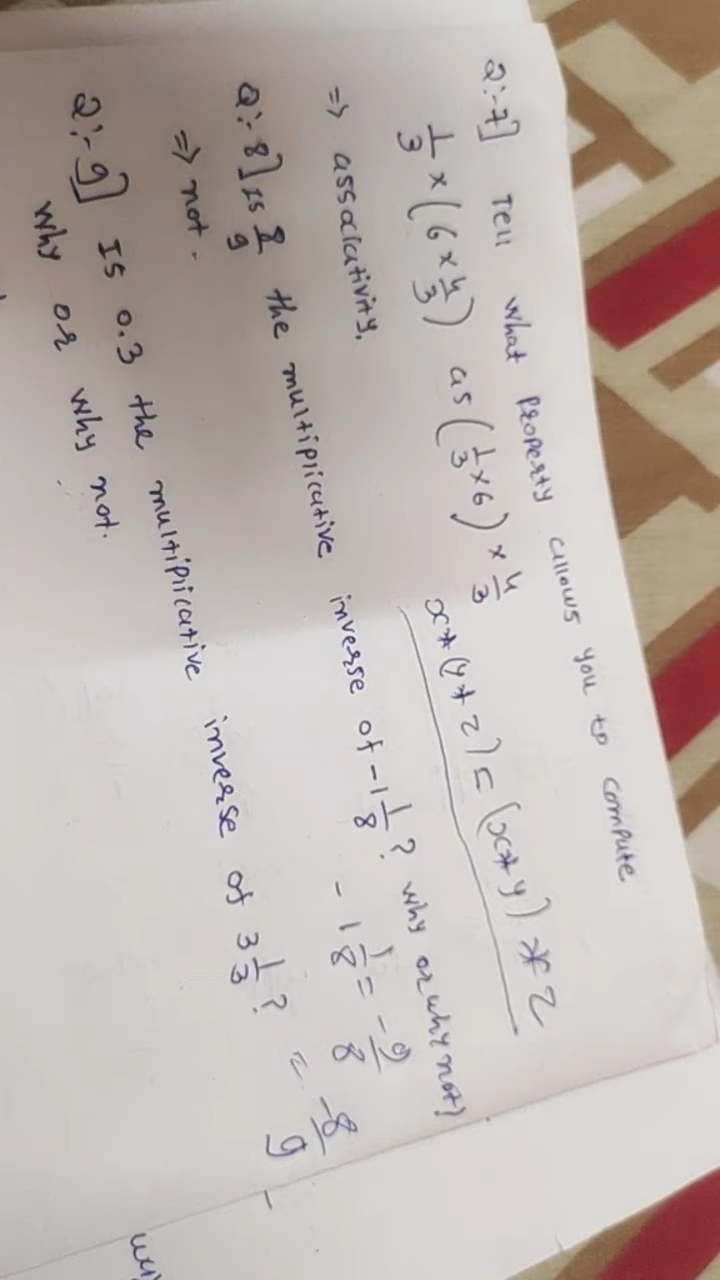 Q:-7] Tell what property allows you to compute
1/3 × (6 × 4/3) as (1/3 × 6) × 4/3
x*(y*z) = (x*y)*z
=> associativity.
Q:-8] Is 8/9 the multiplicative inverse of -1 1/8? why or why not?
=> not.
-1 1/8 = -9/8
= -8/9
Q:-9] Is 0.3 the multiplicative inverse of 3 1/3?
why or why not.